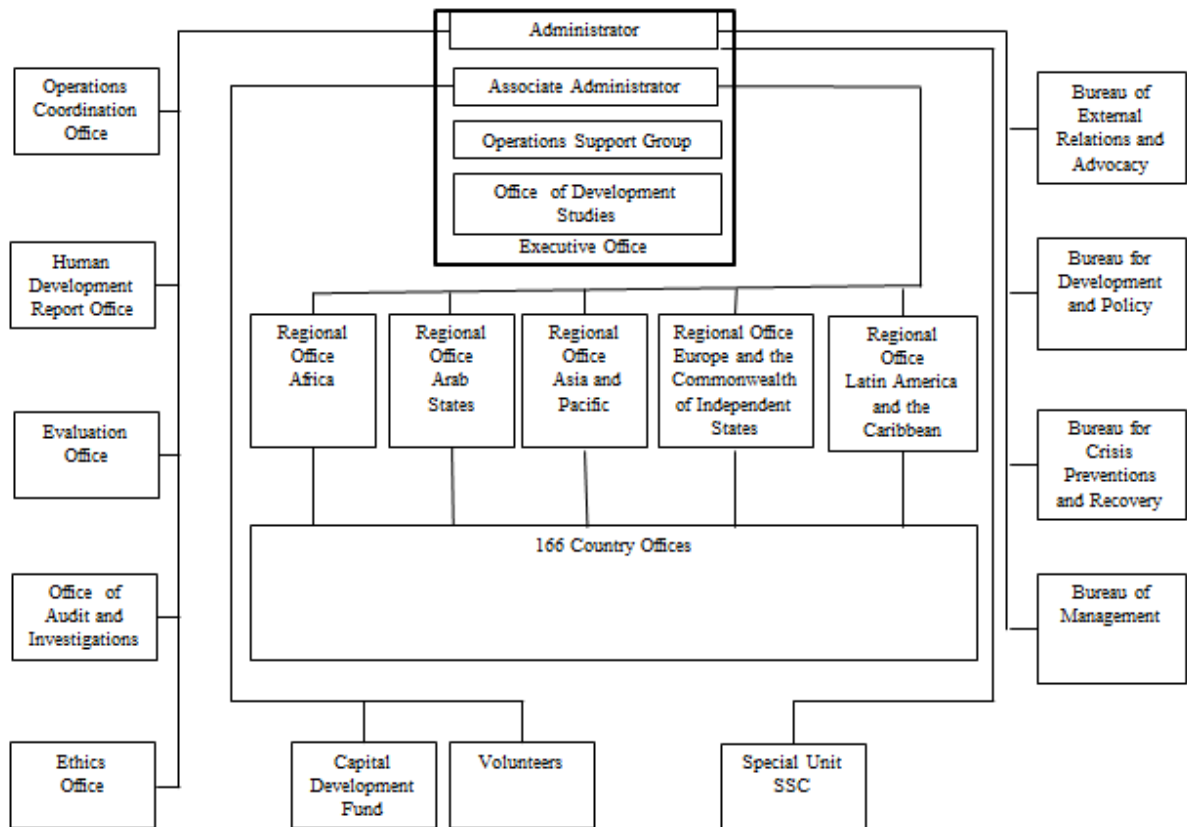 Administrator
Associate Administrator
Operations Support Group
Office of Development
Studies
Executive Office
Operations
Coordination
Office
Human
Development
Report Office
Evaluation
Office
Office of
Audit and
Investigations
Ethics
Office
Bureau of
External
Relations and
Advocacy
Bureau for
Development
and Policy
Bureau for
Crisis
Preventions
and Recovery
Bureau of
Management
Regional
Office
Africa
Regional
Office
Arab
States
Regional
Office
Asia and
Pacific
Regional Office
Europe and the
Commonwealth
of Independent
States
Regional
Office
Latin America
and the
Caribbean
166 Country Offices
Capital
Development
Fund
Volunteers
Special Unit
SSC